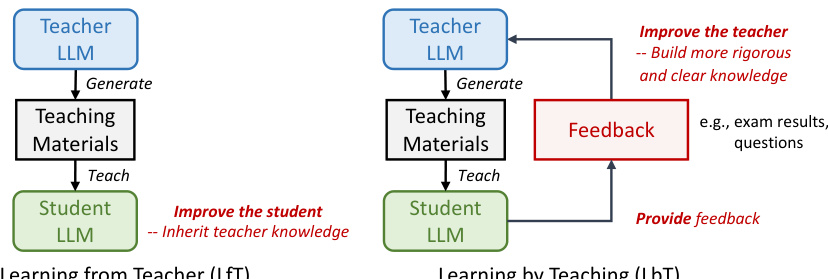 Teacher
LLM
Generate
Teaching
Materials
Teach
Student
LLM
Improve the student
-- Inherit teacher knowledge
Learning from Teacher (LfT)
Teacher
LLM
Generate
Teaching
Materials
Teach
Student
LLM
Improve the teacher
-- Build more rigorous
and clear knowledge
Feedback
e.g., exam results,
questions
Provide feedback
Learning by Teaching (LbT)